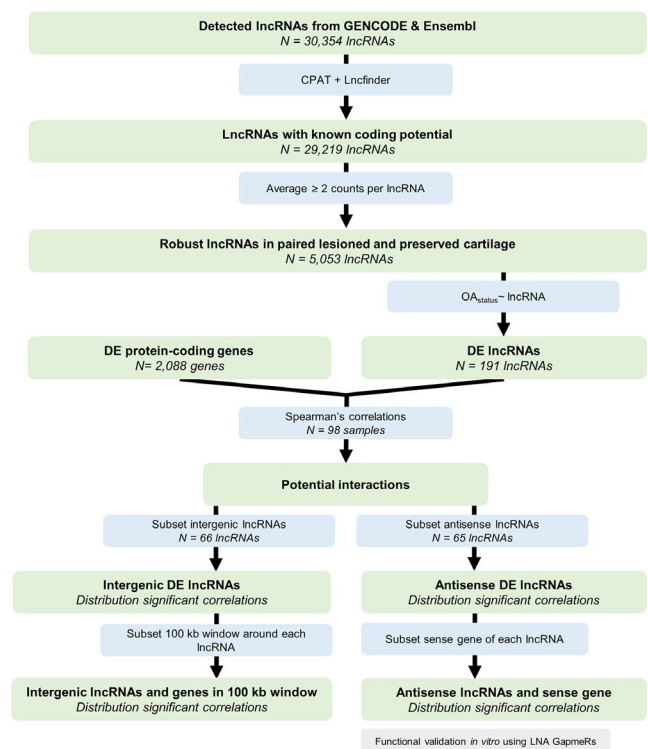 Detected lncRNAs from GENCODE & Ensembl
N = 30,354 lncRNAs
CPAT + Lncfinder
LncRNAs with known coding potential
N = 29,219 lncRNAs
Average ≥ 2 counts per lncRNA
Robust lncRNAs in paired lesioned and preserved cartilage
N = 5,053 lncRNAs
OAstatus~ lncRNA
DE protein-coding genes
N= 2,088 genes
DE lncRNAs
N = 191 lncRNAs
Spearman's correlations
N = 98 samples
Potential interactions
Subset intergenic lncRNAs
N = 66 lncRNAs
Subset antisense lncRNAs
N = 65 lncRNAs
Intergenic DE lncRNAs
Distribution significant correlations
Antisense DE lncRNAs
Distribution significant correlations
Subset 100 kb window around each
lncRNA
Subset sense gene of each lncRNA
Intergenic lncRNAs and genes in 100 kb window
Distribution significant correlations
Antisense lncRNAs and sense gene
Distribution significant correlations
Functional validation in vitro using LNA GapmeRs